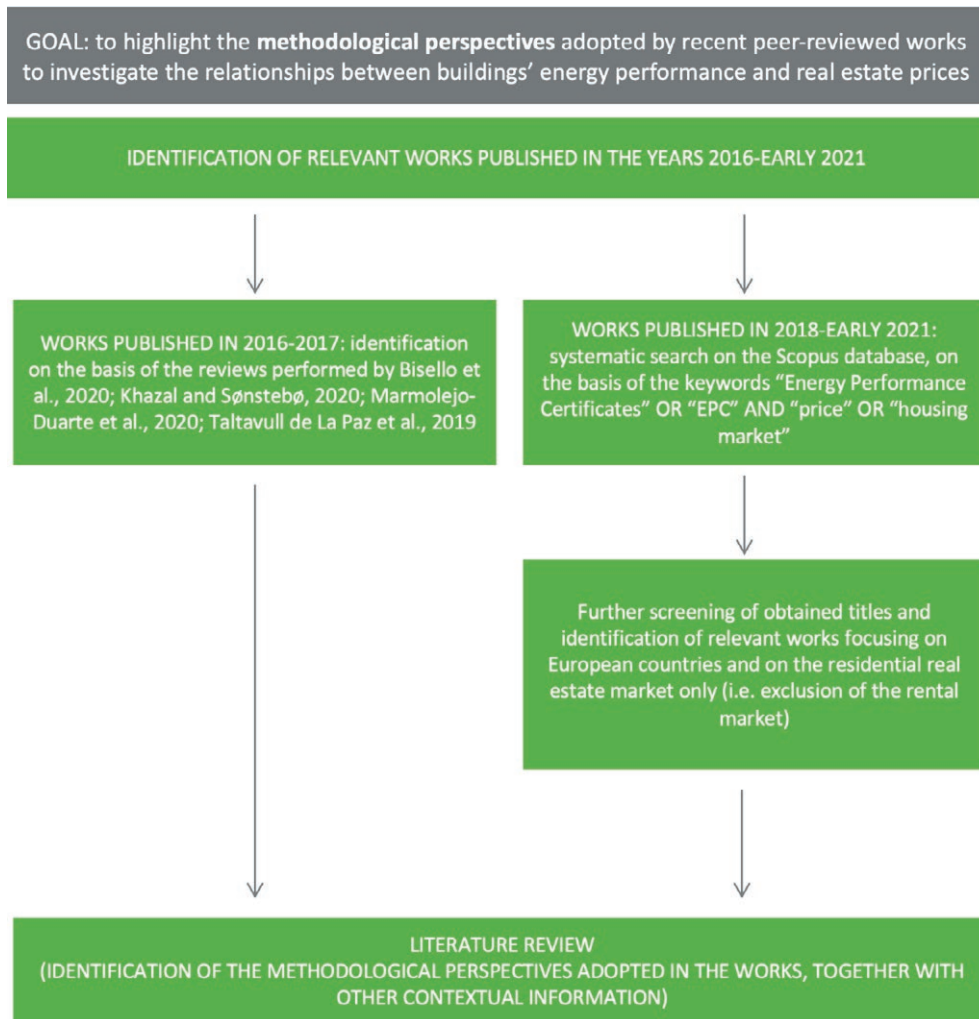 GOAL: to highlight the methodological perspectives adopted by recent peer-reviewed works
to investigate the relationships between buildings’ energy performance and real estate prices
IDENTIFICATION OF RELEVANT WORKS PUBLISHED IN THE YEARS 2016-EARLY 2021
WORKS PUBLISHED IN 2016-2017: identification
on the basis of the reviews performed by Bisello et
al., 2020; Khazal and Sønstebø, 2020; Marmolejo-
Duarte et al., 2020; Taltavull de La Paz et al., 2019
WORKS PUBLISHED IN 2018-EARLY 2021:
systematic search on the Scopus database, on
the basis of the keywords “Energy Performance
Certificates” OR “EPC” AND “price” OR “housing
market”
Further screening of obtained titles and
identification of relevant works focusing on
European countries and on the residential real
estate market only (i.e. exclusion of the rental
market)
LITERATURE REVIEW
(IDENTIFICATION OF THE METHODOLOGICAL PERSPECTIVES ADOPTED IN THE WORKS, TOGETHER WITH
OTHER CONTEXTUAL INFORMATION)